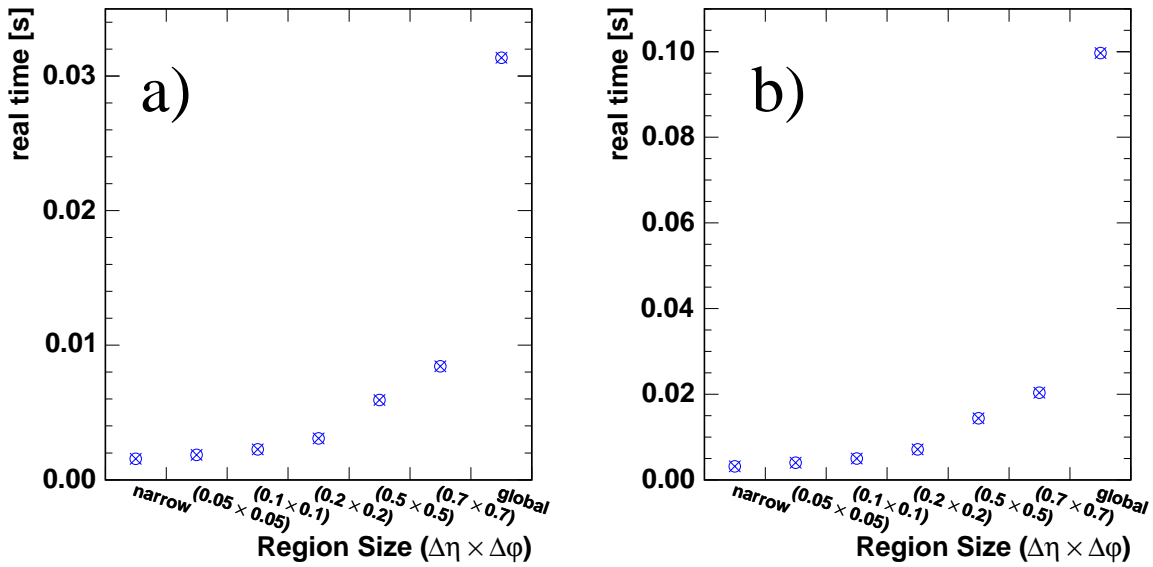 real time [s]
a)
0.03
0.02
0.01
0.00
narrow
(0.05 × 0.05)
(0.1 × 0.1)
(0.2 × 0.2)
(0.5 × 0.5)
(0.7 × 0.7)
global
Region Size (Δη × Δφ)
real time [s]
b)
0.10
0.08
0.06
0.04
0.02
0.00
narrow
(0.05 × 0.05)
(0.1 × 0.1)
(0.2 × 0.2)
(0.5 × 0.5)
(0.7 × 0.7)
global
Region Size (Δη × Δφ)